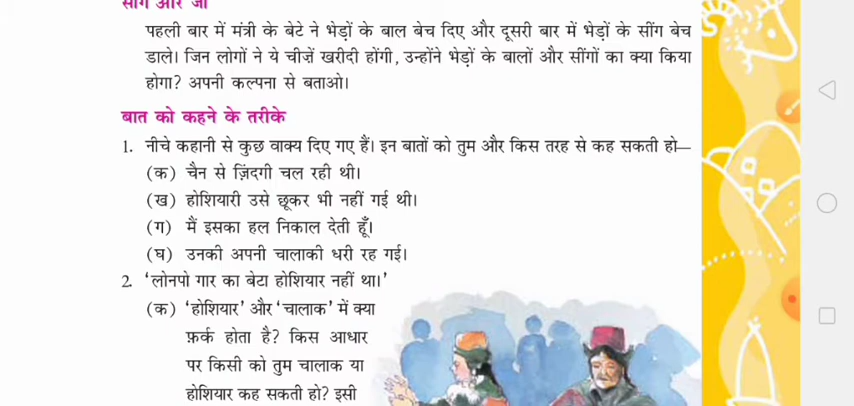 सींग और जौ
पहली बार में मंत्री के बेटे ने भेड़ों के बाल बेच दिए और दूसरी बार में भेड़ों के सींग बेच
डाले। जिन लोगों ने ये चीज़ें खरीदी होंगी, उन्होंने भेड़ों के बालों और सींगों का क्या किया
होगा? अपनी कल्पना से बताओ।
बात को कहने के तरीके
1. नीचे कहानी से कुछ वाक्य दिए गए हैं। इन बातों को तुम और किस तरह से कह सकती हो—
(क) चैन से ज़िंदगी चल रही थी।
(ख) होशियारी उसे छूकर भी नहीं गई थी।
(ग) मैं इसका हल निकाल देती हूँ।
(घ) उनकी अपनी चालाकी धरी रह गई।
2. 'लोनपो गार का बेटा होशियार नहीं था।'
(क) 'होशियार' और 'चालाक' में क्या
फ़र्क होता है? किस आधार
पर किसी को तुम चालाक या
होशियार कह सकती हो? इसी